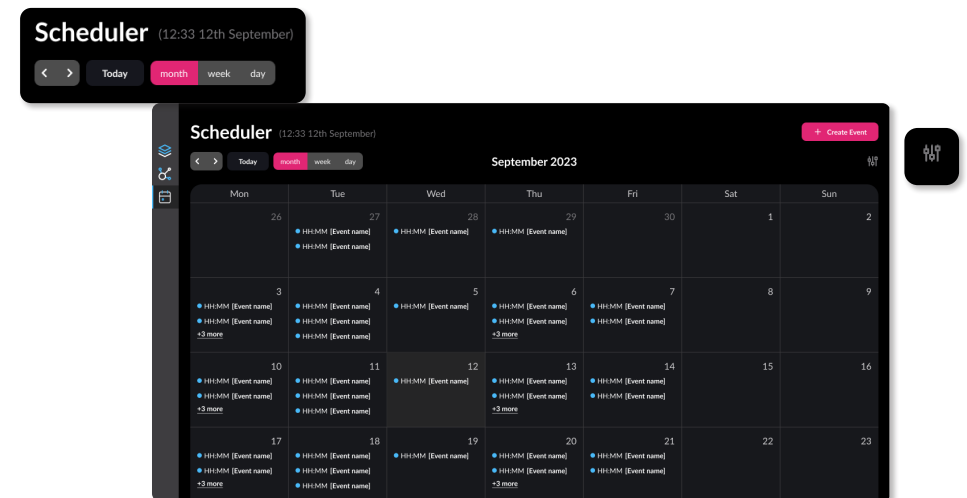 Scheduler (12:33 12th September)
Today month week day
Scheduler (12:33 12th September)
+ Create Event
Today month week day
September 2023
Mon Tue Wed Thu Fri Sat Sun
26 27 28 29 30 1 2
HH:MM [Event name] HH:MM [Event name] HH:MM [Event name]
HH:MM [Event name]
3 4 5 6 7 8 9
HH:MM [Event name] HH:MM [Event name] HH:MM [Event name] HH:MM [Event name] HH:MM [Event name]
HH:MM [Event name] HH:MM [Event name] HH:MM [Event name] HH:MM [Event name]
+3 more HH:MM [Event name] +3 more
10 11 12 13 14 15 16
HH:MM [Event name] HH:MM [Event name] HH:MM [Event name] HH:MM [Event name] HH:MM [Event name]
HH:MM [Event name] HH:MM [Event name] HH:MM [Event name] HH:MM [Event name]
+3 more HH:MM [Event name] +3 more
17 18 19 20 21 22 23
HH:MM [Event name] HH:MM [Event name] HH:MM [Event name] HH:MM [Event name] HH:MM [Event name]
HH:MM [Event name] HH:MM [Event name] HH:MM [Event name] HH:MM [Event name]
+3 more HH:MM [Event name] +3 more